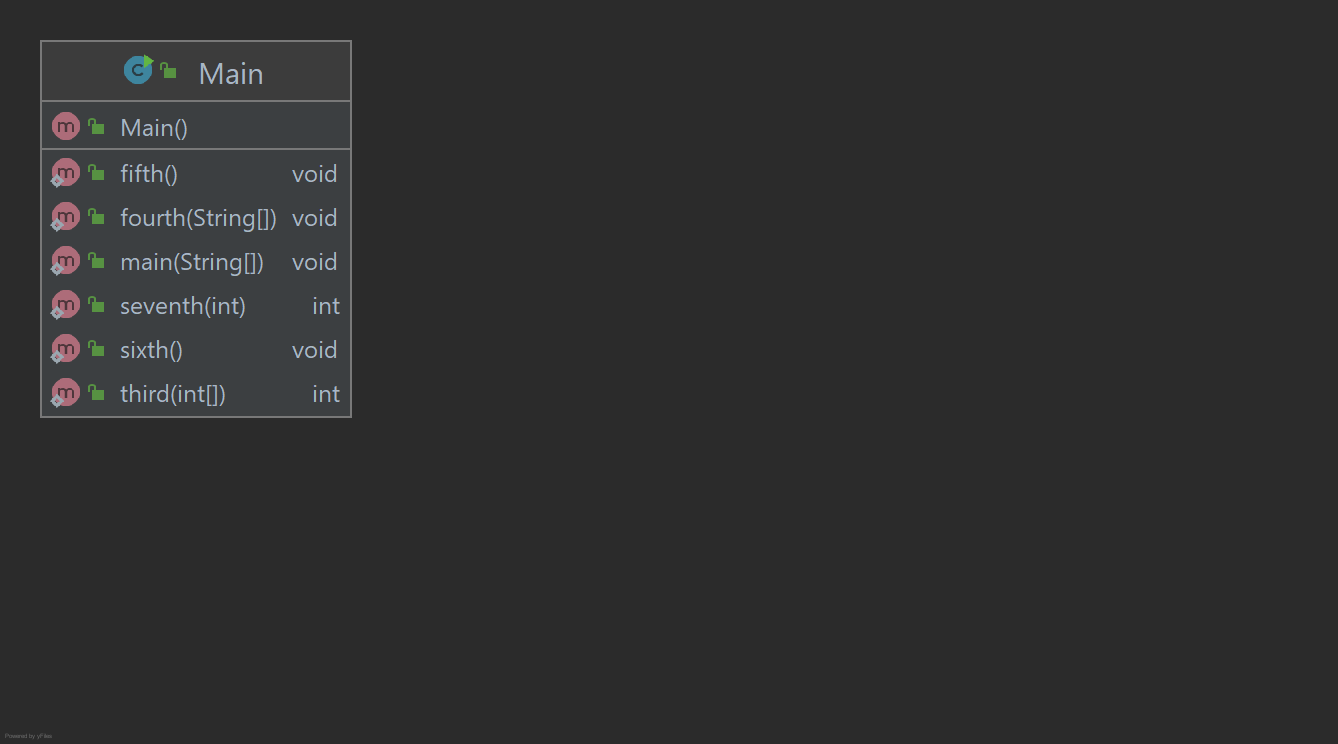 Main
Main()
fifth() void
fourth(String[]) void
main(String[]) void
seventh(int) int
sixth() void
third(int[]) int
Powered by yFiles